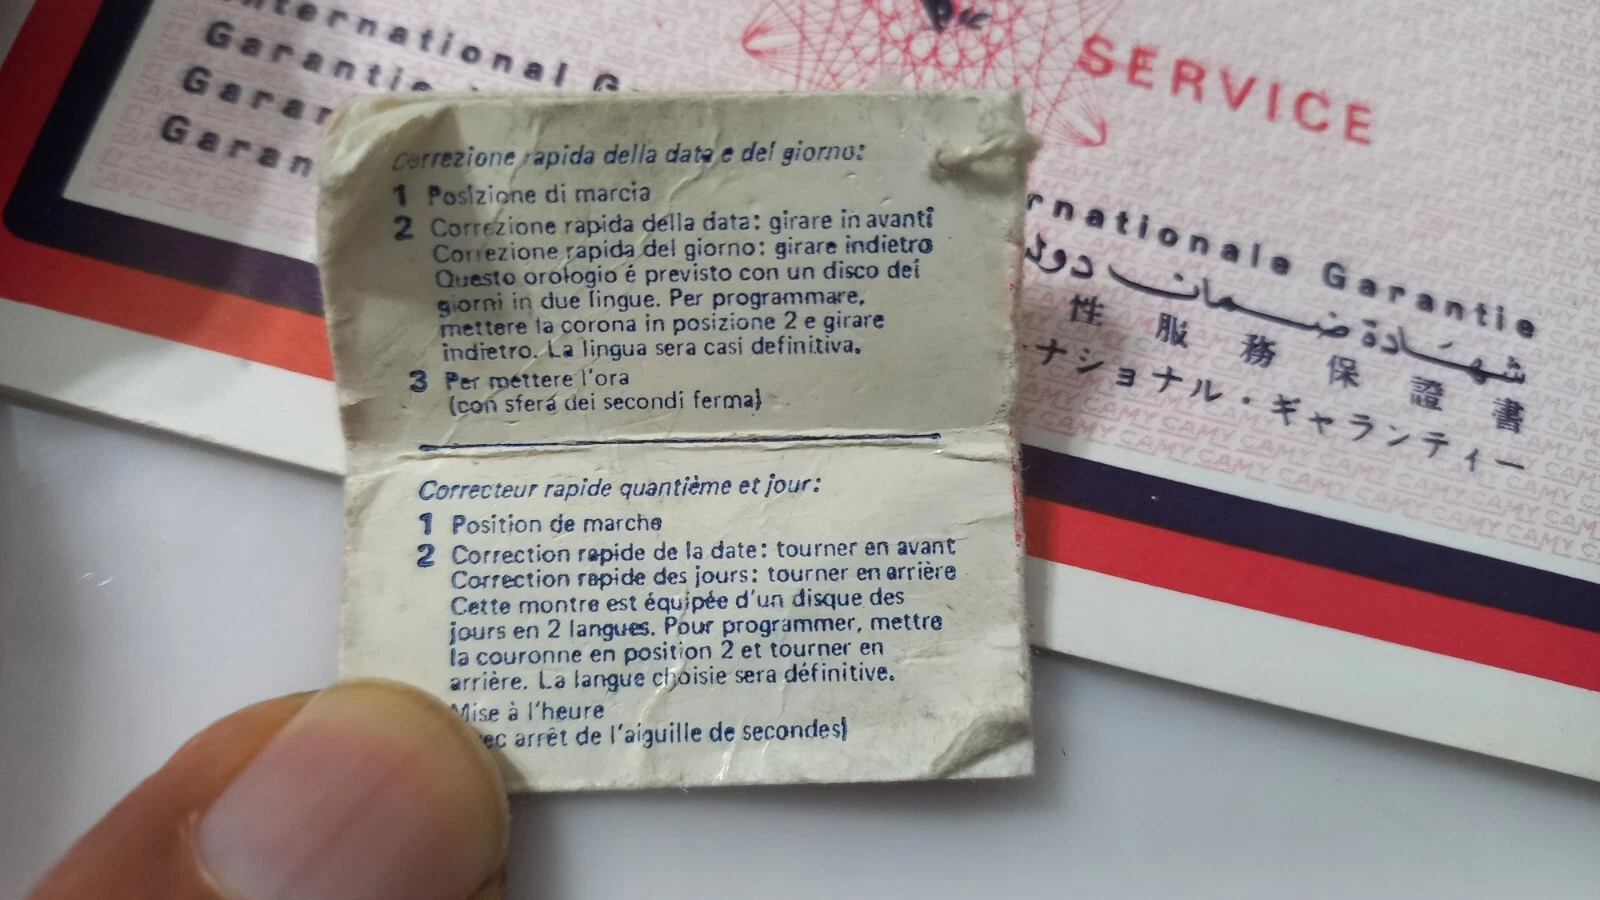 International
Garantie
SERVICE
Correzione rapida della data e del giorno:
1 Posizione di marcia
2 Correzione rapida della data: girare in avanti
Correzione rapida del giorno: girare indietro
Questo orologio é previsto con un disco dei
giorni in due lingue. Per programmare,
mettere la corona in posizione 2 e girare
indietro. La lingua sera casi definitiva.
3 Per mettere l'ora
(con sfera dei secondi ferma)
Correcteur rapide quantième et jour:
1 Position de marche
2 Correction rapide de la date: tourner en avant
Correction rapide des jours: tourner en arrière
Cette montre est équipée d'un disque des
jours en 2 langues. Pour programmer, mettre
la couronne en position 2 et tourner en
arrière. La langue choisie sera définitive.
Mise à l'heure
arrêt de l'aiguille de secondes)
Garantie
شهادة ضمان
性服務保證書
ナショナル・ギャランティー
CAMY CAMY CAMY